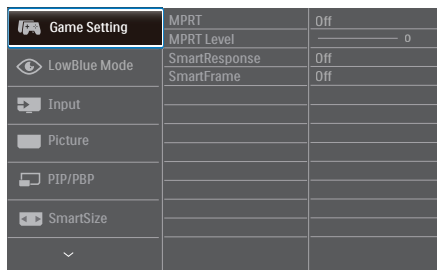 Game Setting
MPRT Off
MPRT Level 0
LowBlue Mode
SmartResponse Off
SmartFrame Off
Input
Picture
PIP/PBP
SmartSize